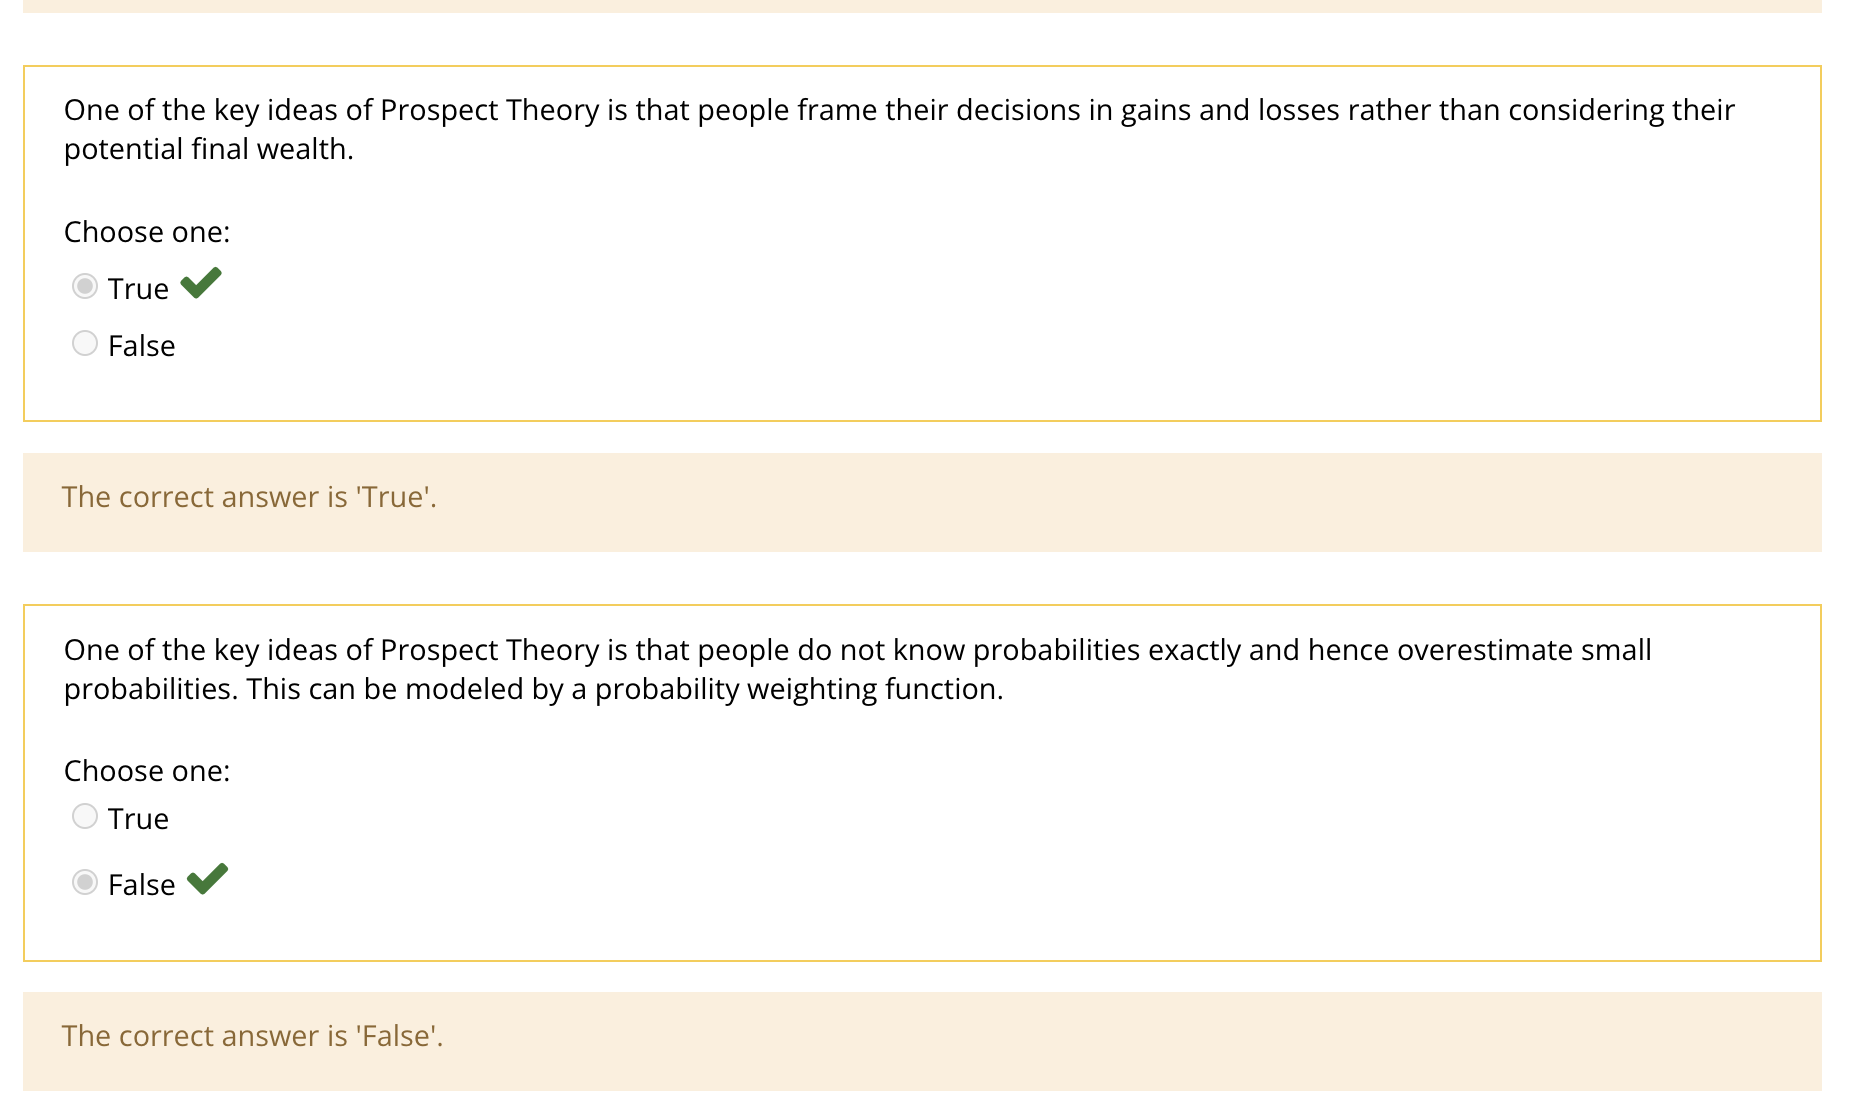 One of the key ideas of Prospect Theory is that people frame their decisions in gains and losses rather than considering their
potential final wealth.
Choose one:
True
False
The correct answer is 'True'.
One of the key ideas of Prospect Theory is that people do not know probabilities exactly and hence overestimate small
probabilities. This can be modeled by a probability weighting function.
Choose one:
True
False
The correct answer is 'False'.